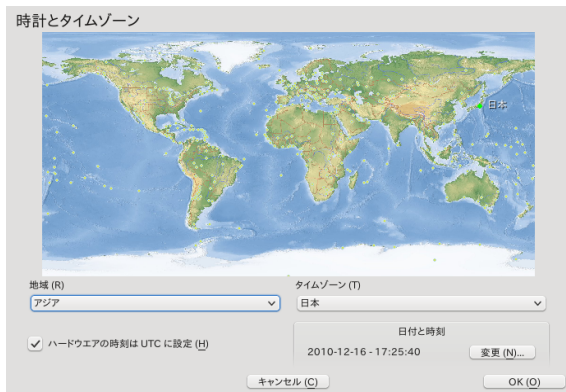 時計とタイムゾーン
日本
地域 (R)
タイムゾーン (T)
アジア
日本
ハードウエアの時刻は UTC に設定 (H)
日付と時刻
2010-12-16 - 17:25:40
変更 (N)...
キャンセル (C)
OK (O)